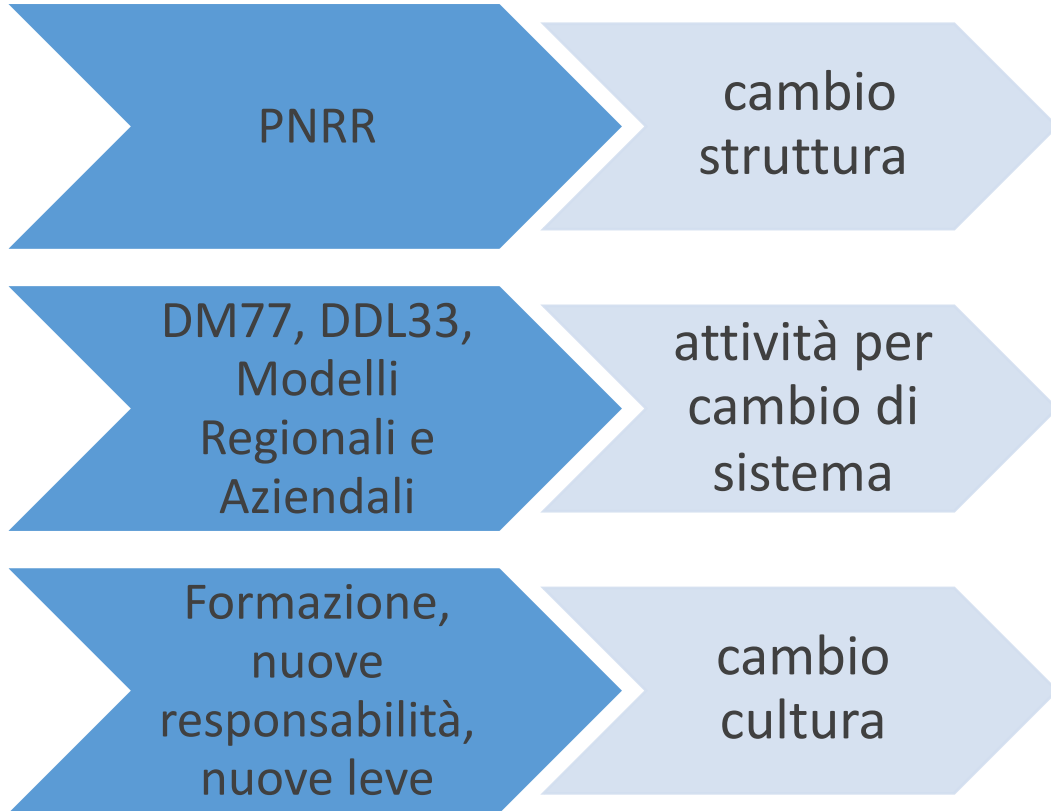 PNRR
cambio
struttura
DM77, DDL33,
Modelli
Regionali e
Aziendali
attività per
cambio di
sistema
Formazione,
nuove
responsabilità,
nuove leve
cambio
cultura